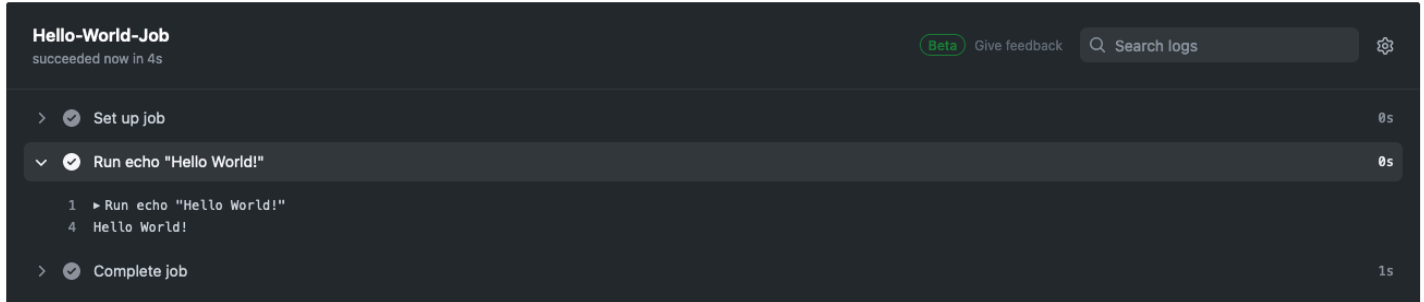 Hello-World-Job
succeeded now in 4s
Beta Give feedback Search logs
Set up job 0s
Run echo "Hello World!" 0s
1 ▸ Run echo "Hello World!"
4 Hello World!
Complete job 1s